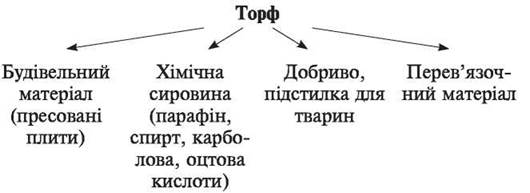 Торф
Будівельний
матеріал
(пресовані
плити)
Хімічна
сировина
(парафін,
спирт, карбо-
лова, оцтова
кислоти)
Добриво,
підстилка для
тварин
Перев’язоч-
ний матеріал